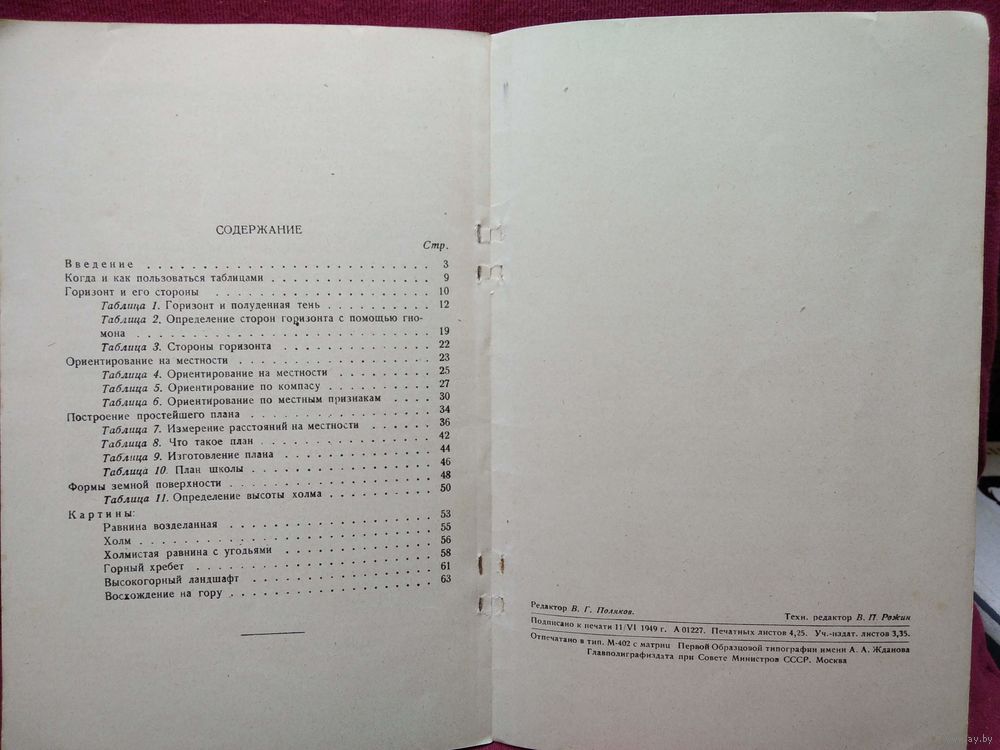 СОДЕРЖАНИЕ
Стр.
Введение . . . . . . . . . . . . . . . . . . . . . 3
Когда и как пользоваться таблицами . . . . . . . . . . . . 9
Горизонт и его стороны . . . . . . . . . . . . . . . . 10
Таблица 1. Горизонт и полуденная тень . . . . . . . . 12
Таблица 2. Определение сторон горизонта с помощью гно-
мона . . . . . . . . . . . . . . . . . . . . . 19
Таблица 3. Стороны горизонта . . . . . . . . . . . . 22
Ориентирование на местности . . . . . . . . . . . . . . 23
Таблица 4. Ориентирование на местности . . . . . . . 25
Таблица 5. Ориентирование по компасу . . . . . . . . 27
Таблица 6. Ориентирование по местным признакам . . . . 30
Построение простейшего плана . . . . . . . . . . . . . 34
Таблица 7. Измерение расстояний на местности . . . . . 36
Таблица 8. Что такое план . . . . . . . . . . . . . 42
Таблица 9. Изготовление плана . . . . . . . . . . . 44
Таблица 10. План школы . . . . . . . . . . . . . . 46
Формы земной поверхности . . . . . . . . . . . . . . . 48
Таблица 11. Определение высоты холма . . . . . . . . 50
Картины:
Равнина возделанная . . . . . . . . . . . . . . . 53
Холм . . . . . . . . . . . . . . . . . . . . . 55
Холмистая равнина с угодьями . . . . . . . . . . . 56
Горный хребет . . . . . . . . . . . . . . . . . . 58
Высокогорный ландшафт . . . . . . . . . . . . . . 61
Восхождение на гору . . . . . . . . . . . . . . . 63
Редактор В. Г. Поляков. Техн. редактор В. П. Рожин
Подписано к печати 11/VI 1949 г. А 01227. Печатных листов 4,25. Уч.-издат. листов 3,35.
Отпечатано в тип. М-402 с матриц Первой Образцовой типографии имени А. А. Жданова
Главполиграфиздата при Совете Министров СССР. Москва